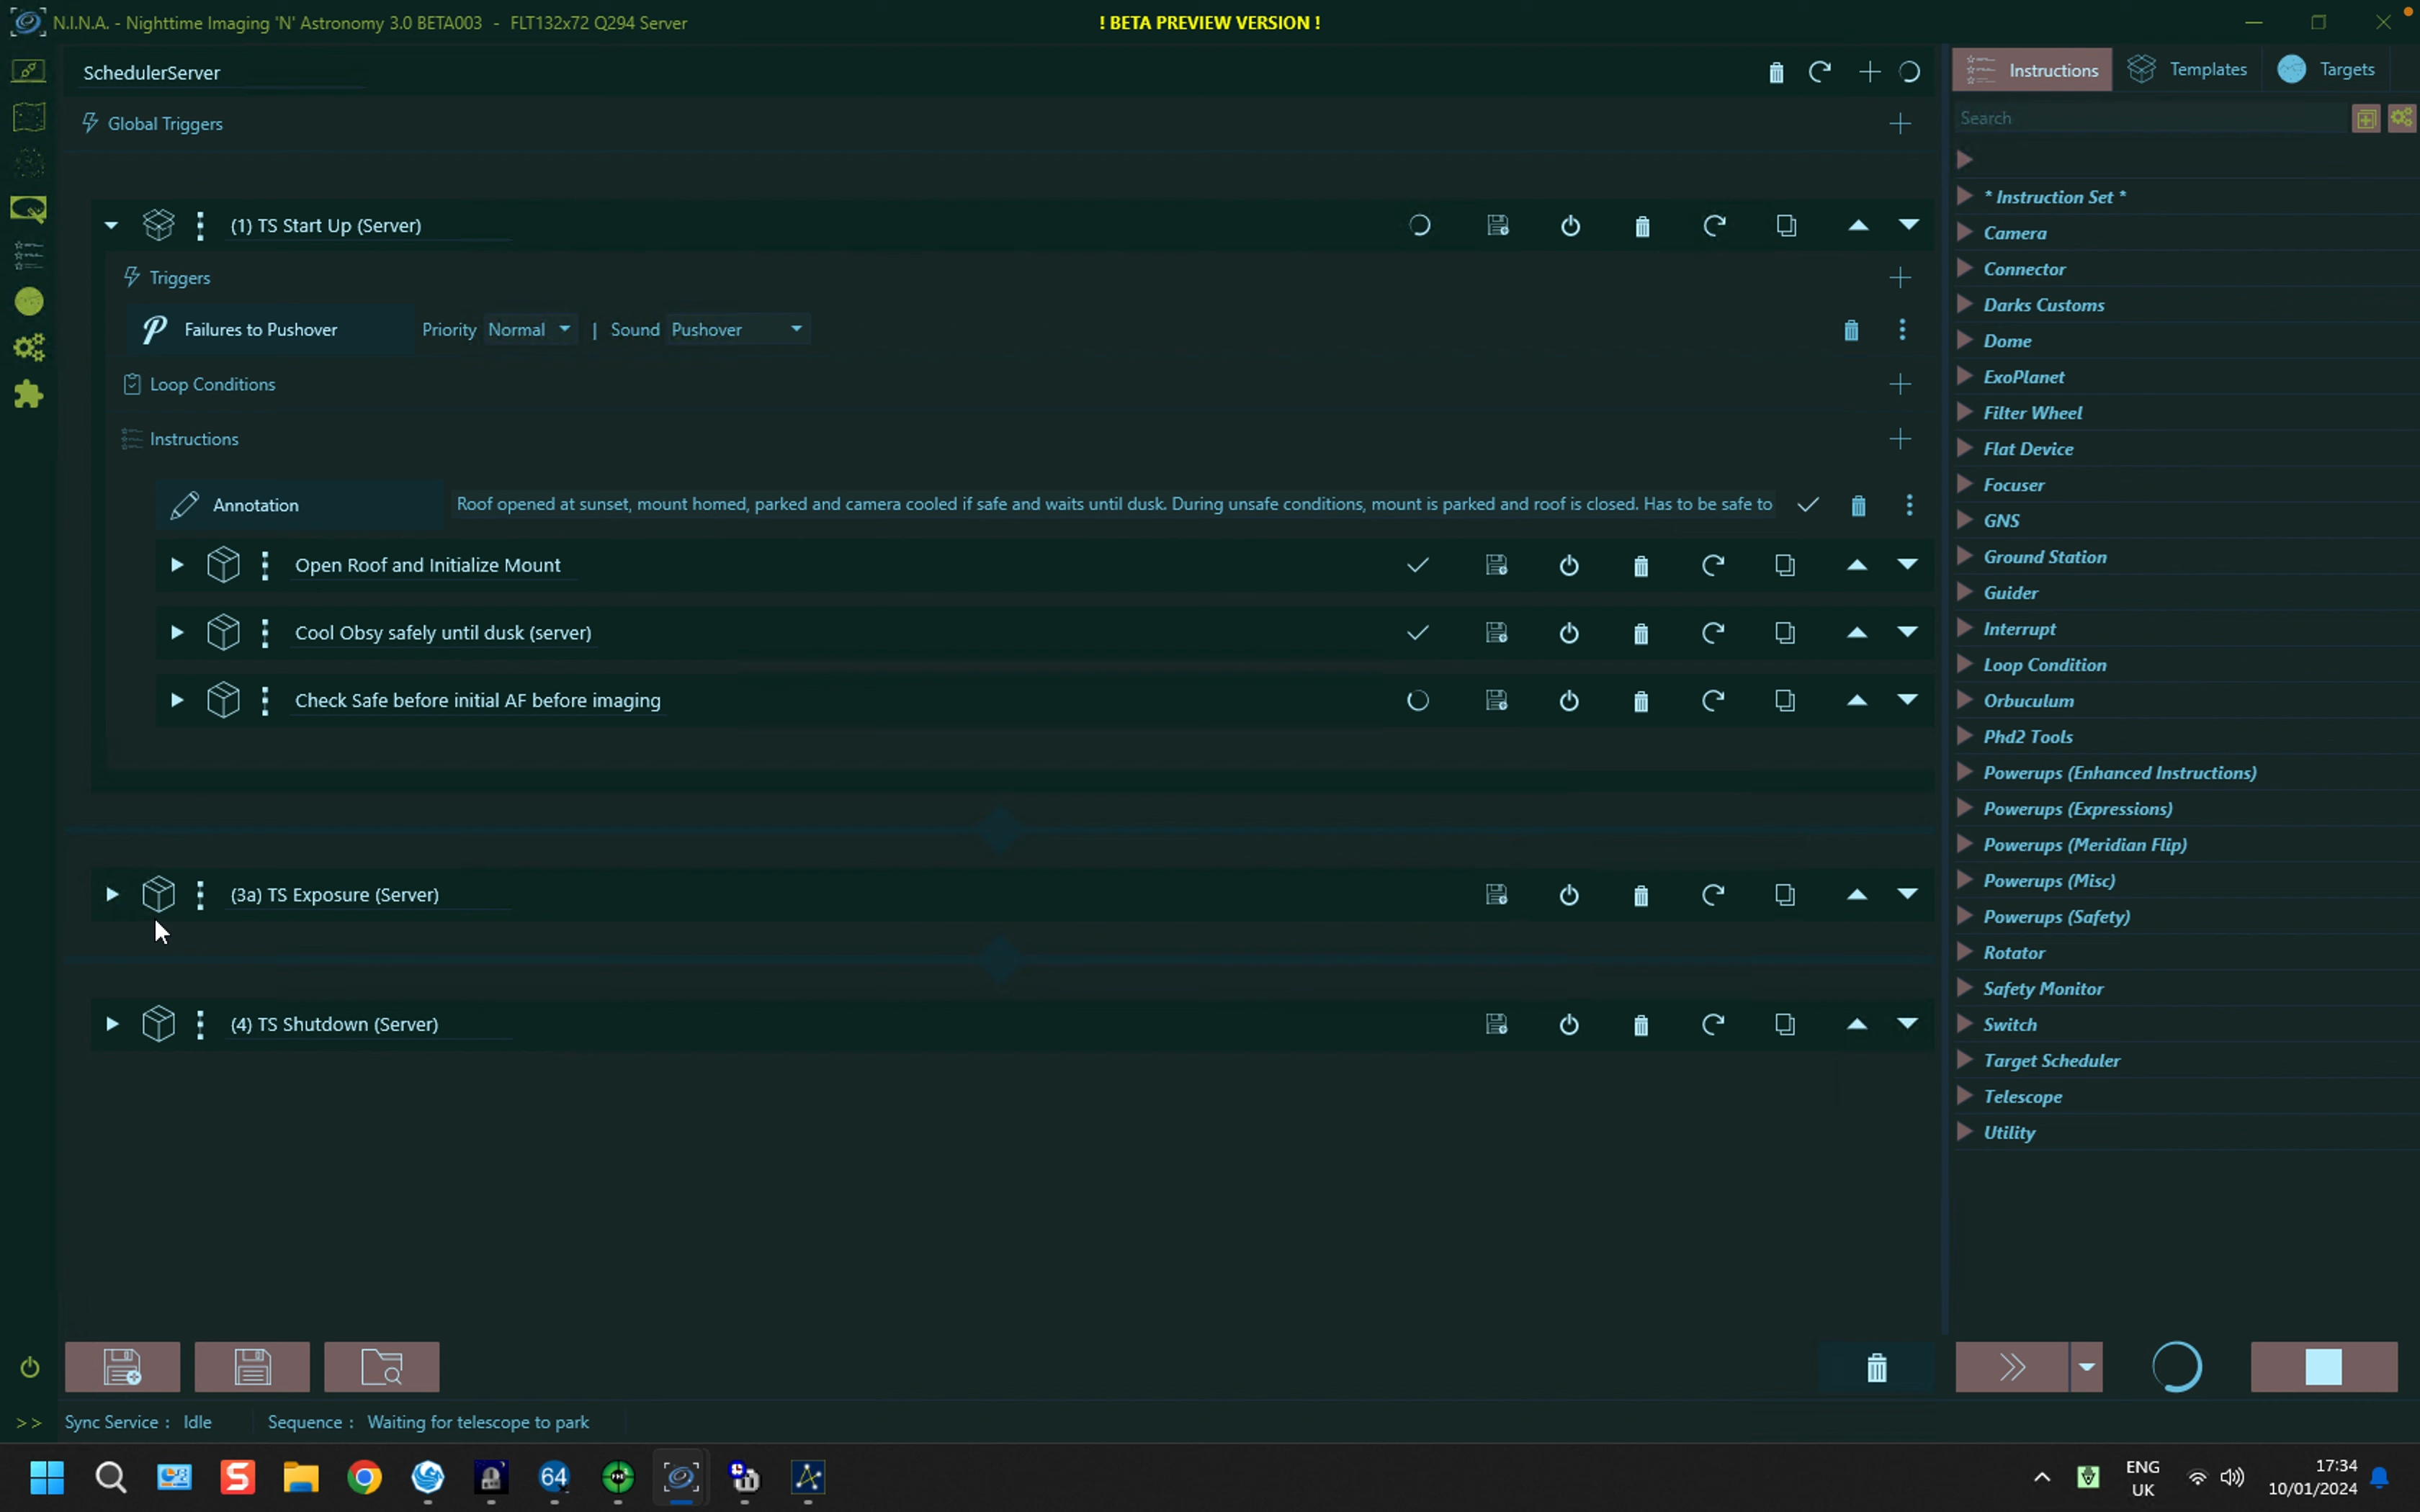 N.I.N.A. - Nighttime Imaging 'N' Astronomy 3.0 BETA003 - FLT132x72 Q294 Server
! BETA PREVIEW VERSION !
SchedulerServer
Global Triggers
(1) TS Start Up (Server)
Triggers
Failures to Pushover Priority Normal | Sound Pushover
Loop Conditions
Instructions
Annotation Roof opened at sunset, mount homed, parked and camera cooled if safe and waits until dusk. During unsafe conditions, mount is parked and roof is closed. Has to be safe to
Open Roof and Initialize Mount
Cool Obsy safely until dusk (server)
Check Safe before initial AF before imaging
(3a) TS Exposure (Server)
(4) TS Shutdown (Server)
Instructions Templates Targets
Search
* Instruction Set *
Camera
Connector
Darks Customs
Dome
ExoPlanet
Filter Wheel
Flat Device
Focuser
GNS
Ground Station
Guider
Interrupt
Loop Condition
Orbuculum
Phd2 Tools
Powerups (Enhanced Instructions)
Powerups (Expressions)
Powerups (Meridian Flip)
Powerups (Misc)
Powerups (Safety)
Rotator
Safety Monitor
Switch
Target Scheduler
Telescope
Utility
>> Sync Service : Idle Sequence : Waiting for telescope to park
64
ENG
UK
17:34
10/01/2024